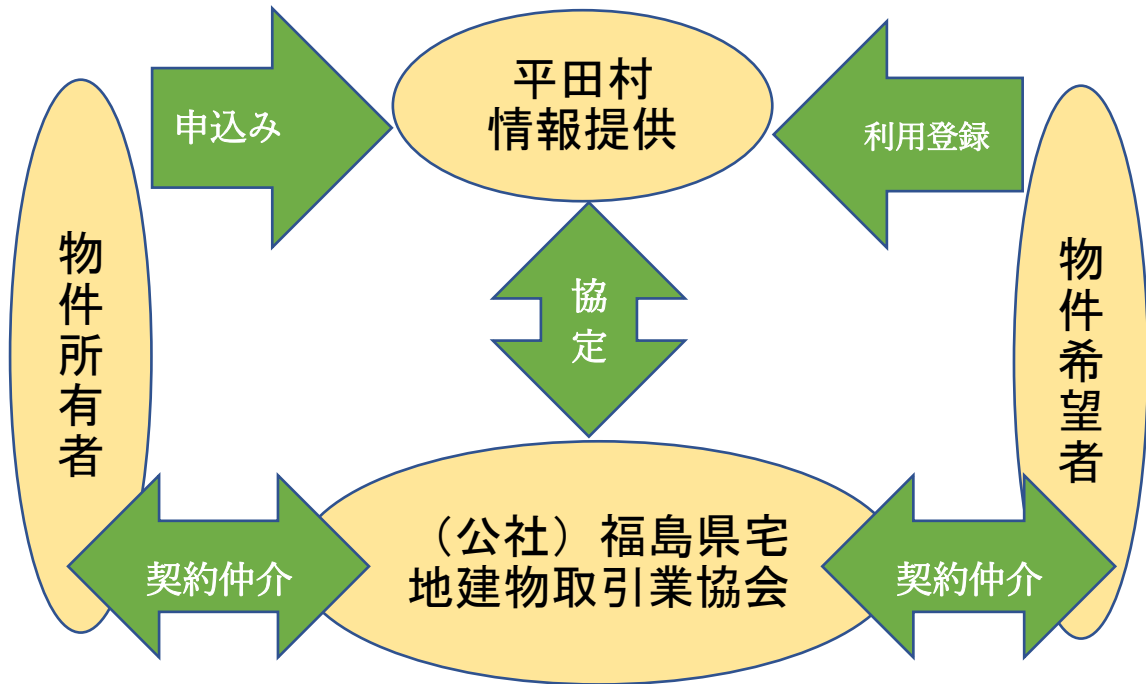 平田村
情報提供
申込み
利用登録
物件所有者
協定
物件希望者
（公社）福島県宅
地建物取引業協会
契約仲介
契約仲介